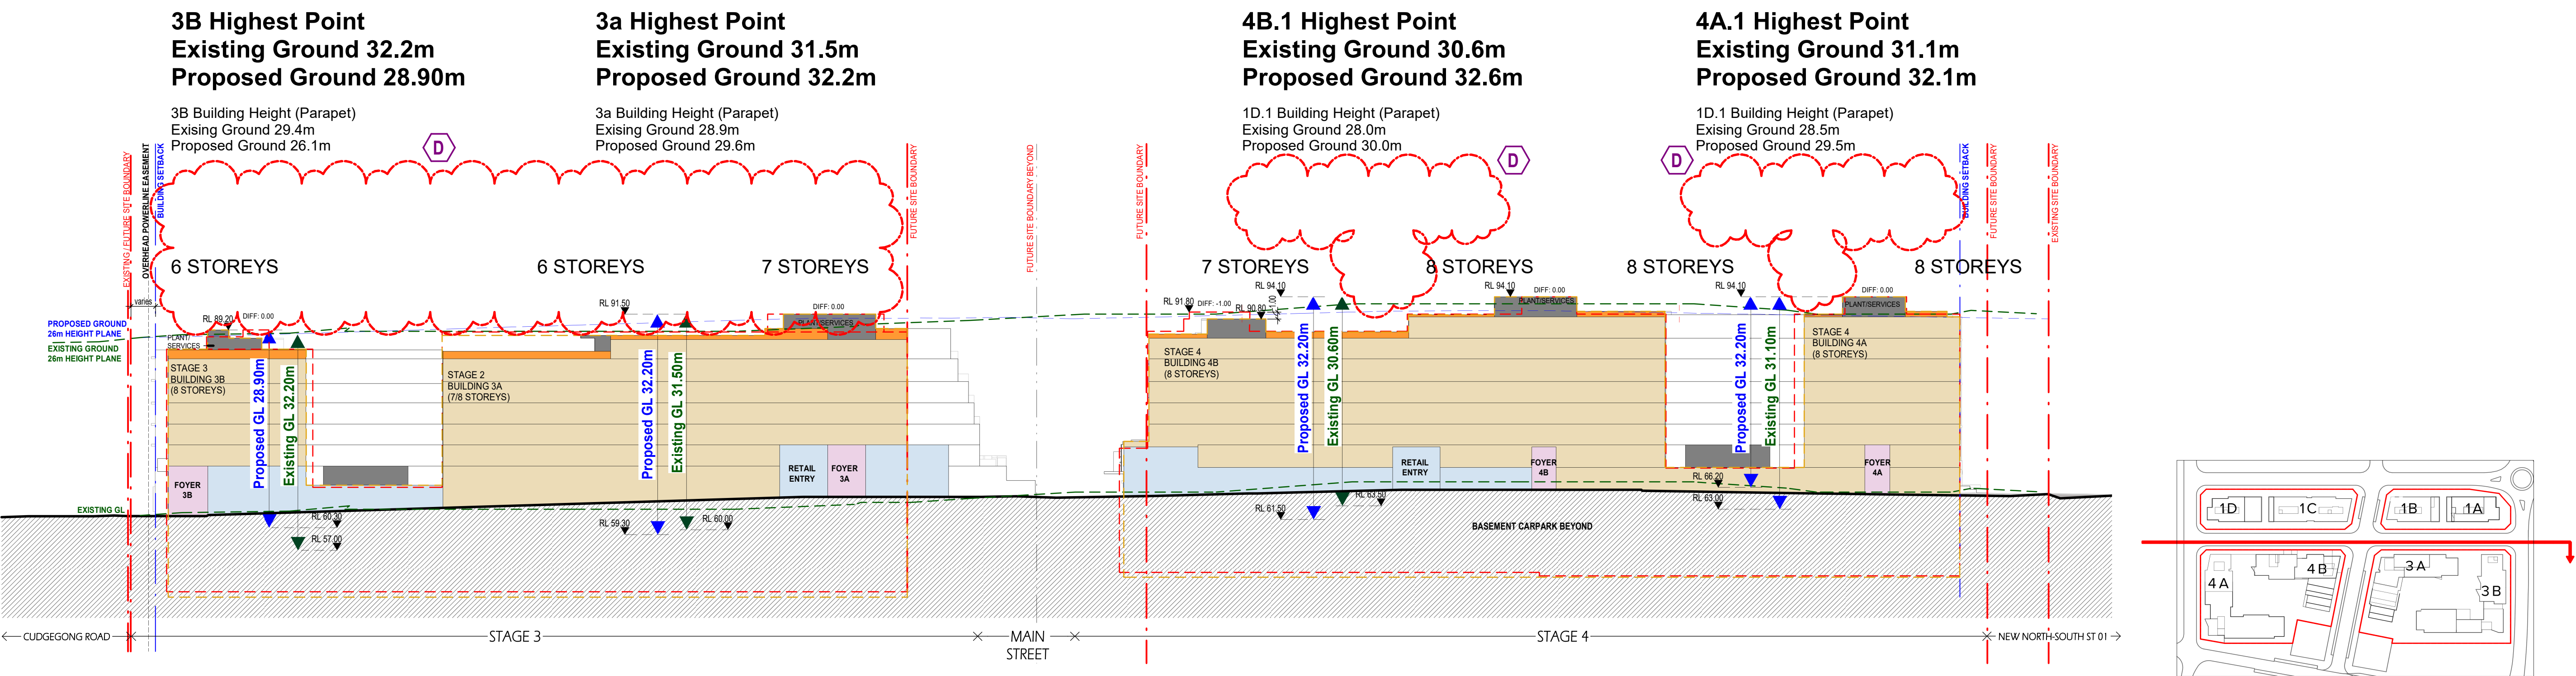 3B Highest Point
Existing Ground 32.2m
Proposed Ground 28.90m
3a Highest Point
Existing Ground 31.5m
Proposed Ground 32.2m
4B.1 Highest Point
Existing Ground 30.6m
Proposed Ground 32.6m
4A.1 Highest Point
Existing Ground 31.1m
Proposed Ground 32.1m
3B Building Height (Parapet)
Exising Ground 29.4m
Proposed Ground 26.1m
3a Building Height (Parapet)
Exising Ground 28.9m
Proposed Ground 29.6m
1D.1 Building Height (Parapet)
Exising Ground 28.0m
Proposed Ground 30.0m
1D.1 Building Height (Parapet)
Exising Ground 28.5m
Proposed Ground 29.5m
D
D
D
EXISTING / FUTURE SITE BOUNDARY
OVERHEAD POWERLINE EASEMENT
BUILDING SETBACK
FUTURE SITE BOUNDARY
FUTURE SITE BOUNDARY BEYOND
FUTURE SITE BOUNDARY
BUILDING SETBACK
FUTURE SITE BOUNDARY
EXISTING SITE BOUNDARY
6 STOREYS
6 STOREYS
7 STOREYS
7 STOREYS
8 STOREYS
8 STOREYS
8 STOREYS
varies
RL 89.20
DIFF: 0.00
RL 91.50
DIFF: 0.00
RL 91.80
DIFF: -1.00
RL 90.80
RL 94.10
RL 94.10
DIFF: 0.00
RL 94.10
DIFF: 0.00
PROPOSED GROUND
26m HEIGHT PLANE
EXISTING GROUND
26m HEIGHT PLANE
PLANT/
SERVICES
PLANT/SERVICES
PLANT/SERVICES
PLANT/SERVICES
STAGE 3
BUILDING 3B
(8 STOREYS)
STAGE 2
BUILDING 3A
(7/8 STOREYS)
STAGE 4
BUILDING 4B
(8 STOREYS)
STAGE 4
BUILDING 4A
(8 STOREYS)
Proposed GL 28.90m
Existing GL 32.20m
Proposed GL 32.20m
Existing GL 31.50m
Proposed GL 32.20m
Existing GL 30.60m
Proposed GL 32.20m
Existing GL 31.10m
FOYER
3B
RETAIL
ENTRY
FOYER
3A
RETAIL
ENTRY
FOYER
4B
FOYER
4A
EXISTING GL
RL 57.00
RL 59.30
RL 60.00
RL 61.50
RL 63.50
RL 66.20
RL 63.00
BASEMENT CARPARK BEYOND
CUDGEGONG ROAD
STAGE 3
MAIN
STREET
STAGE 4
NEW NORTH-SOUTH ST 01
1D
1C
1B
1A
4A
4B
3A
3B